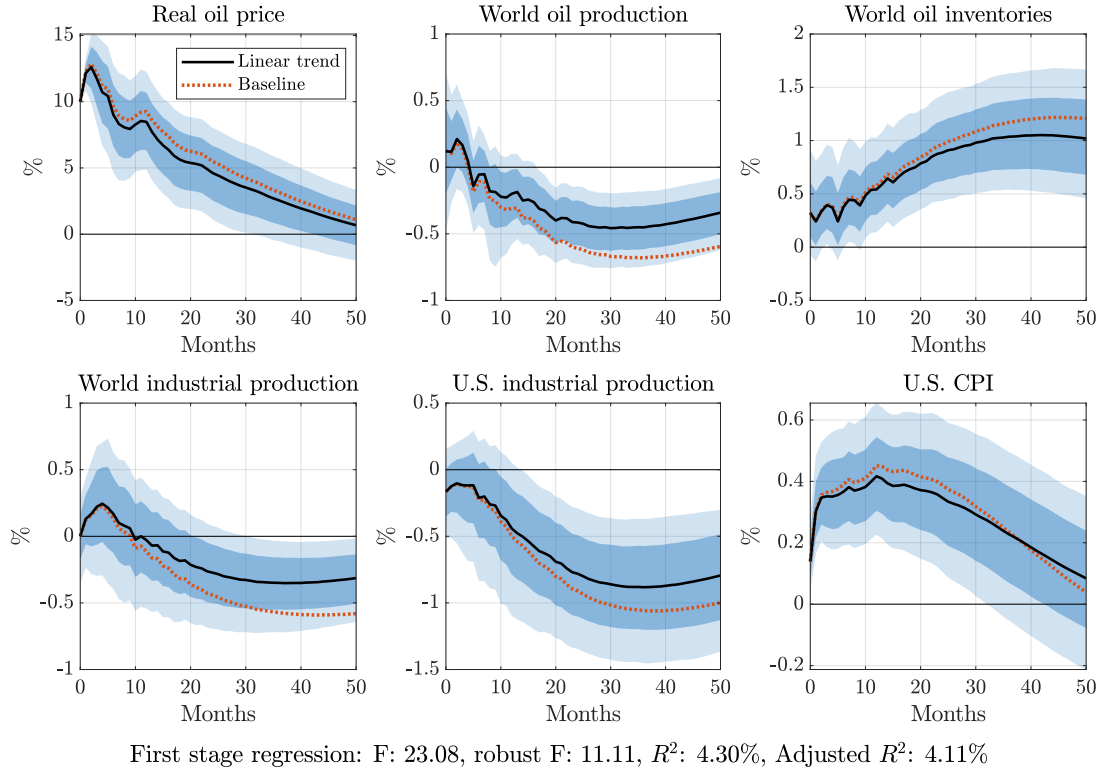 Real oil price
World oil production
World oil inventories
15
10
5
0
-5
%
0 10 20 30 40 50
Months
Linear trend
Baseline
1
0.5
0
-0.5
-1
%
0 10 20 30 40 50
Months
2
1.5
1
0.5
0
-0.5
%
0 10 20 30 40 50
Months
World industrial production
U.S. industrial production
U.S. CPI
1
0.5
0
-0.5
-1
%
0 10 20 30 40 50
Months
0.5
0
-0.5
-1
-1.5
%
0 10 20 30 40 50
Months
0.6
0.4
0.2
0
-0.2
%
0 10 20 30 40 50
Months
First stage regression: F: 23.08, robust F: 11.11, R²: 4.30%, Adjusted R²: 4.11%